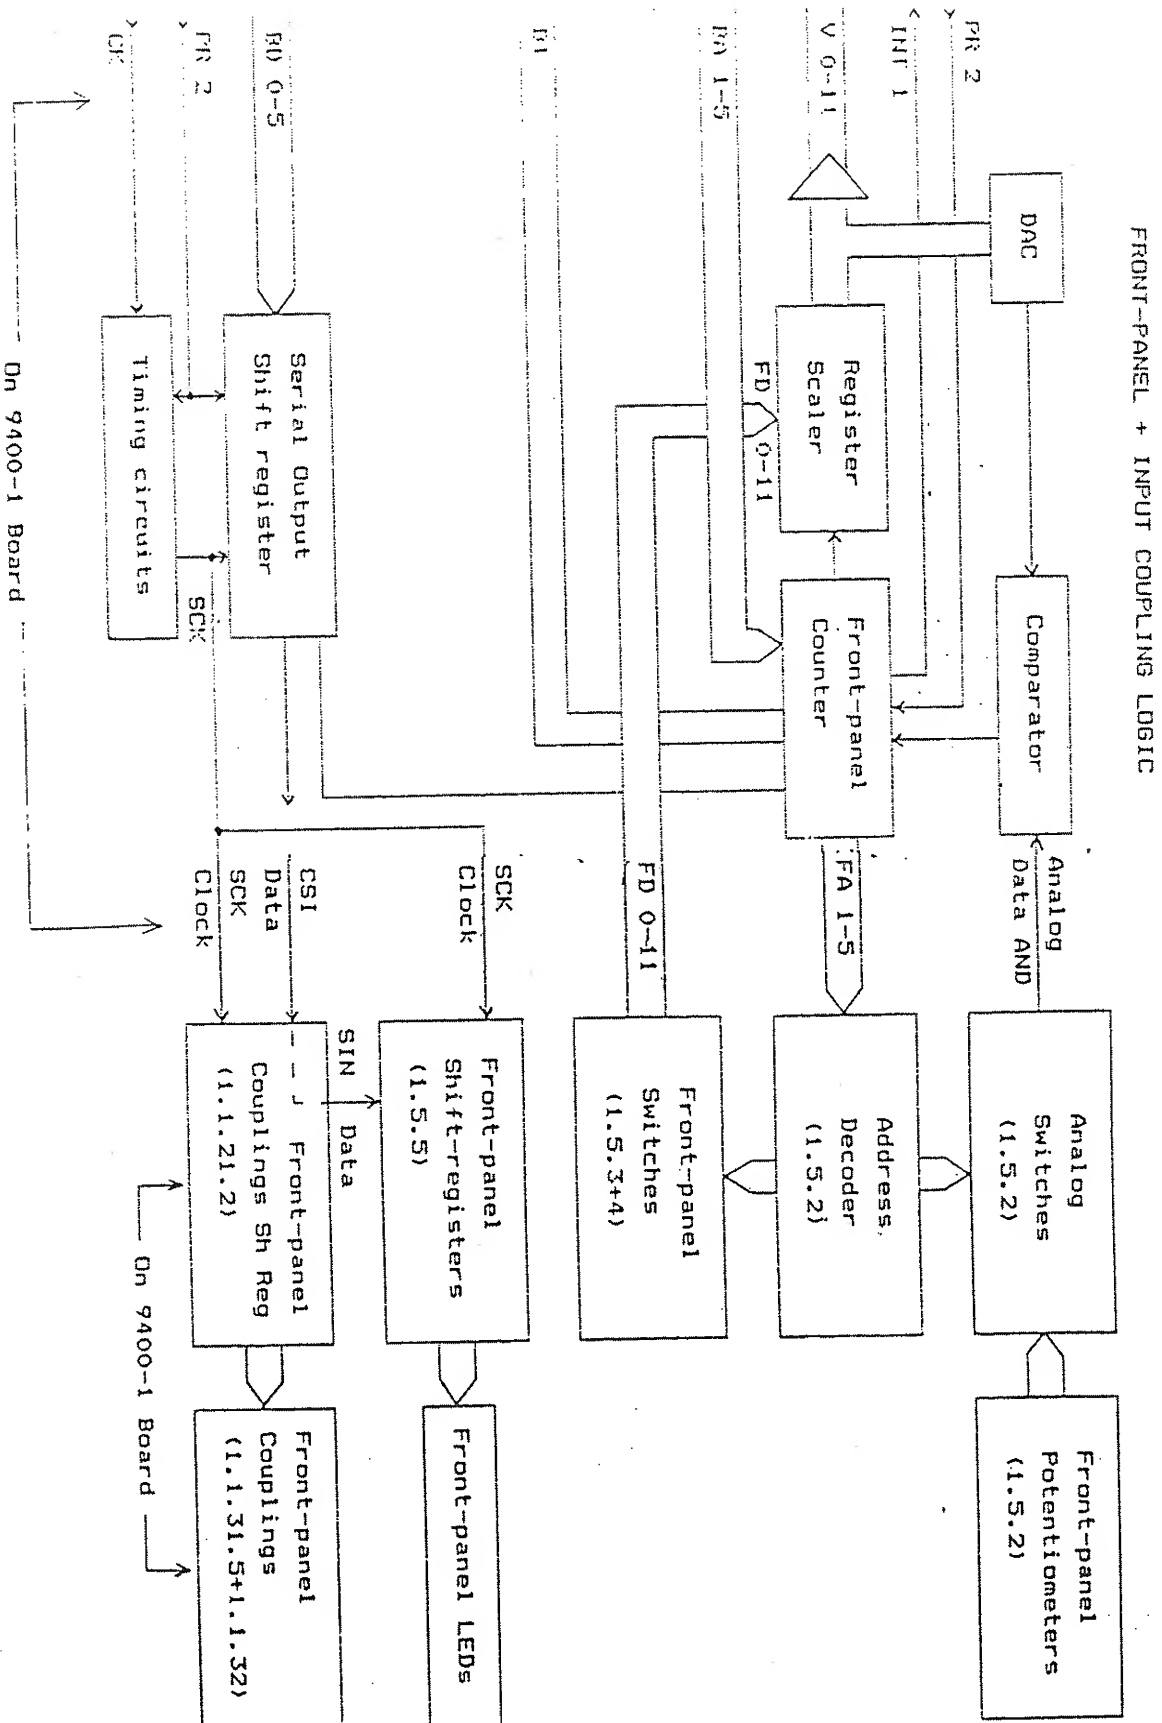 FRONT-PANEL + INPUT COUPLING LOGIC
PR 2
INT 1
V 0-11
DAC
Comparator
Analog
Data AND
Analog
Switches
(1.5.2)
Front-panel
Potentiometers
(1.5.2)
Register
Scaler
FD 0-11
Front-panel
Counter
FA 1-5
Address
Decoder
(1.5.2)
1-5
FD 0-11
Front-panel
Switches
(1.5.3+4)
SCK
Clock
Front-panel
Shift-registers
(1.5.5)
Front-panel LEDs
BD 0-5
Serial Output
Shift register
CSI
Data
SIN Data
Front-panel
Couplings Sh Reg
(1.1.21.2)
Front-panel
Couplings
(1.1.31.5+1.1.32)
PR 2
CK
Timing circuits
SCK
SCK
Clock
On 9400-1 Board
On 9400-1 Board